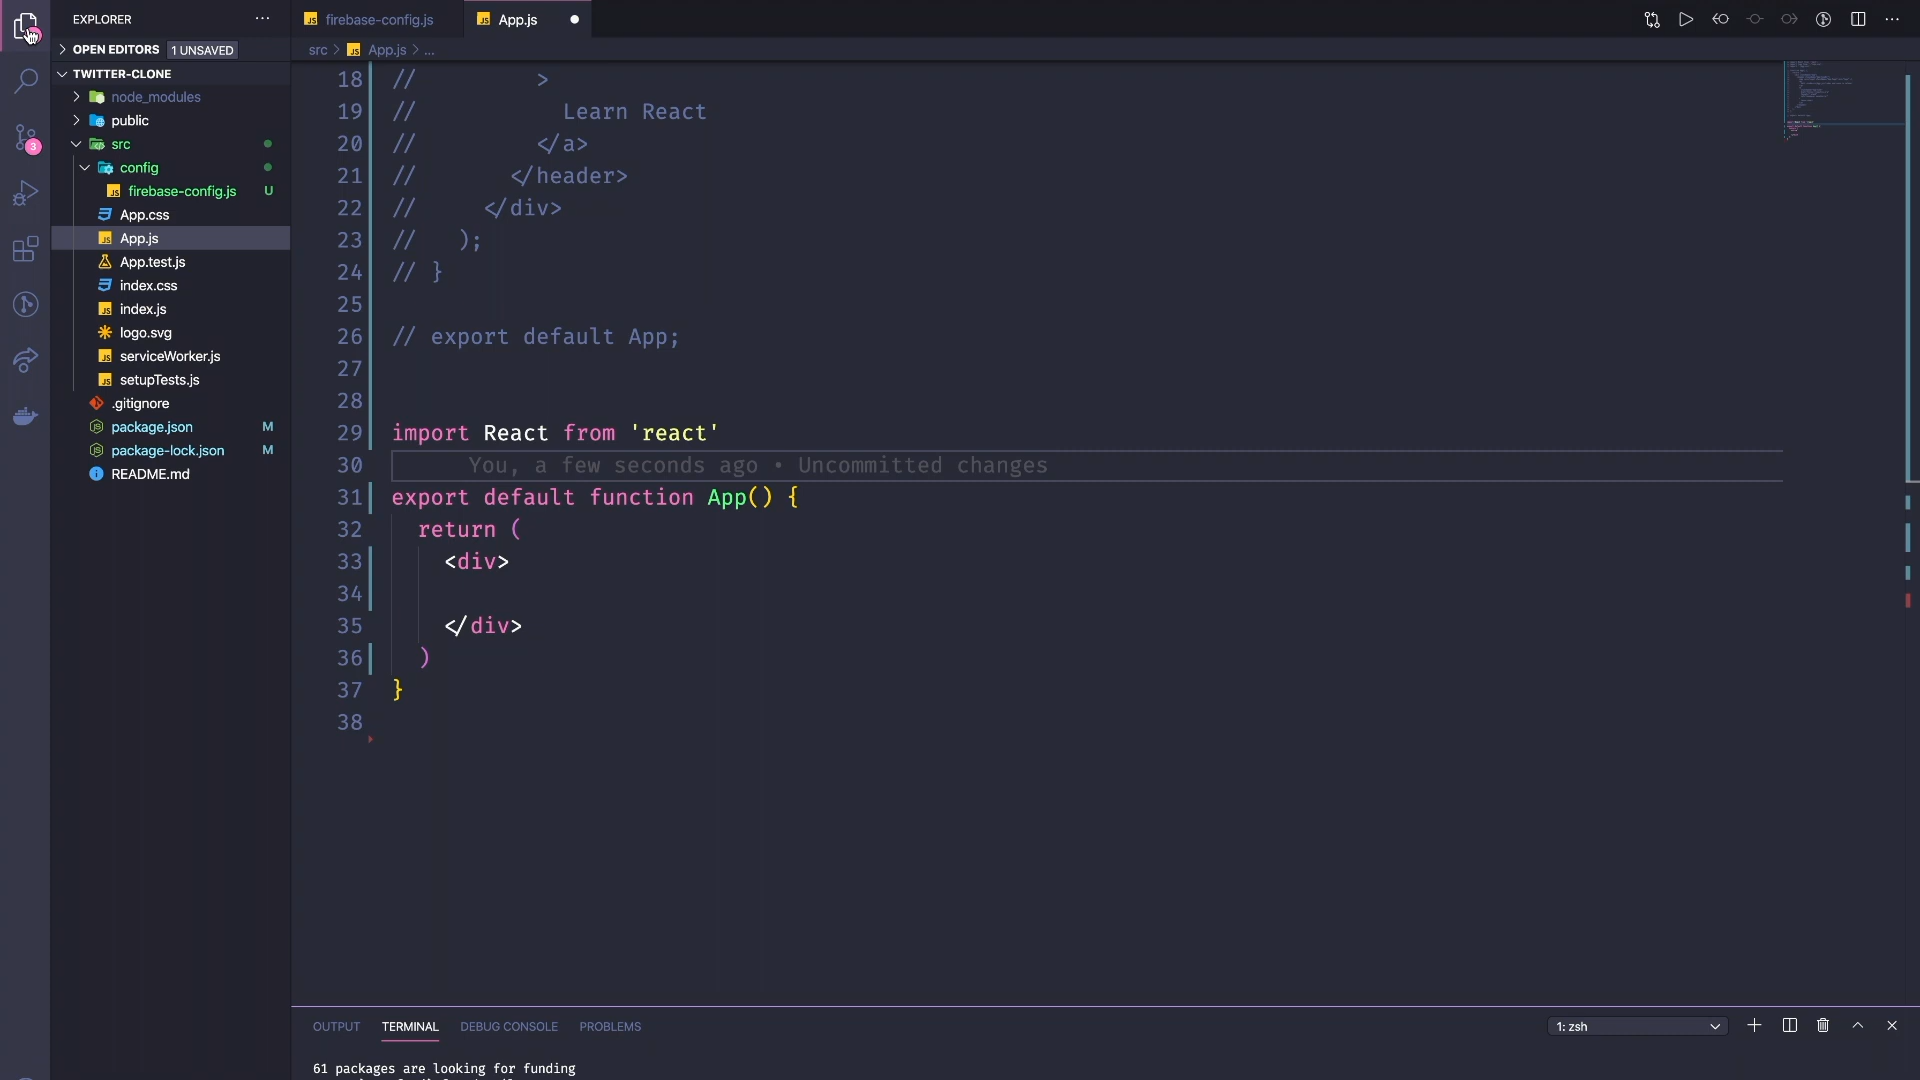 EXPLORER
OPEN EDITORS 1 UNSAVED
TWITTER-CLONE
node_modules
public
src
config
firebase-config.js U
App.css
App.js
App.test.js
index.css
index.js
logo.svg
serviceWorker.js
setupTests.js
.gitignore
package.json M
package-lock.json M
README.md
3
firebase-config.js
App.js
src > App.js > ...
18 // >
19 // Learn React
20 // </a>
21 // </header>
22 // </div>
23 // );
24 // }
25
26 // export default App;
27
28
29 import React from 'react'
30 You, a few seconds ago • Uncommitted changes
31 export default function App() {
32 return (
33 <div>
34
35 </div>
36 )
37 }
38
OUTPUT TERMINAL DEBUG CONSOLE PROBLEMS
1: zsh
61 packages are looking for funding